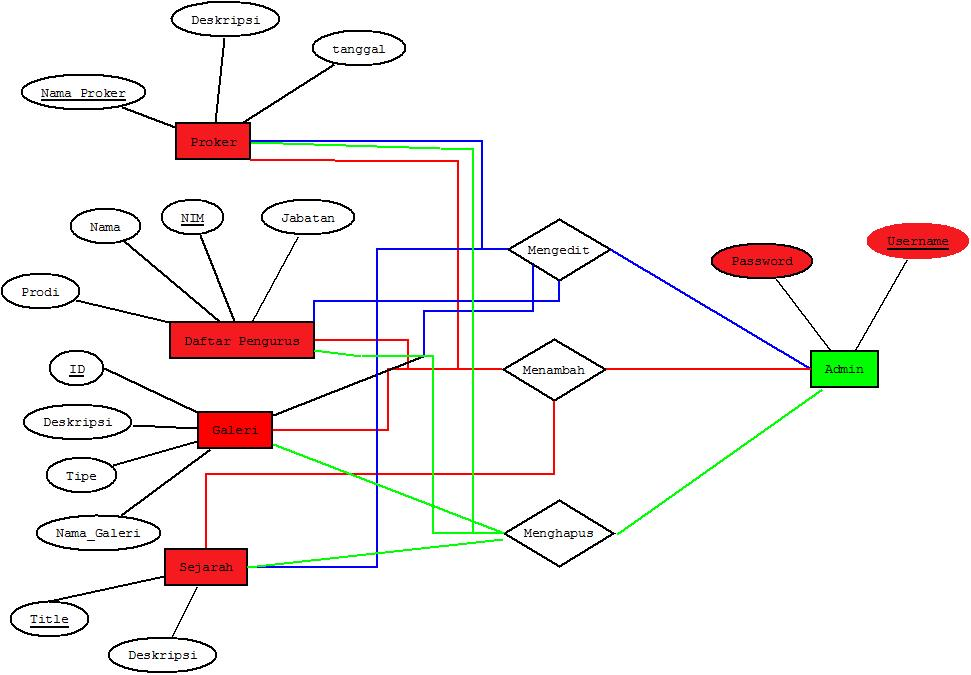 Deskripsi
tanggal
Nama Proker
Proker
Nama
NIM
Jabatan
Prodi
Daftar Pengurus
ID
Deskripsi
Galeri
Tipe
Nama_Galeri
Sejarah
Title
Deskripsi
Mengedit
Menambah
Menghapus
Password
Username
Admin